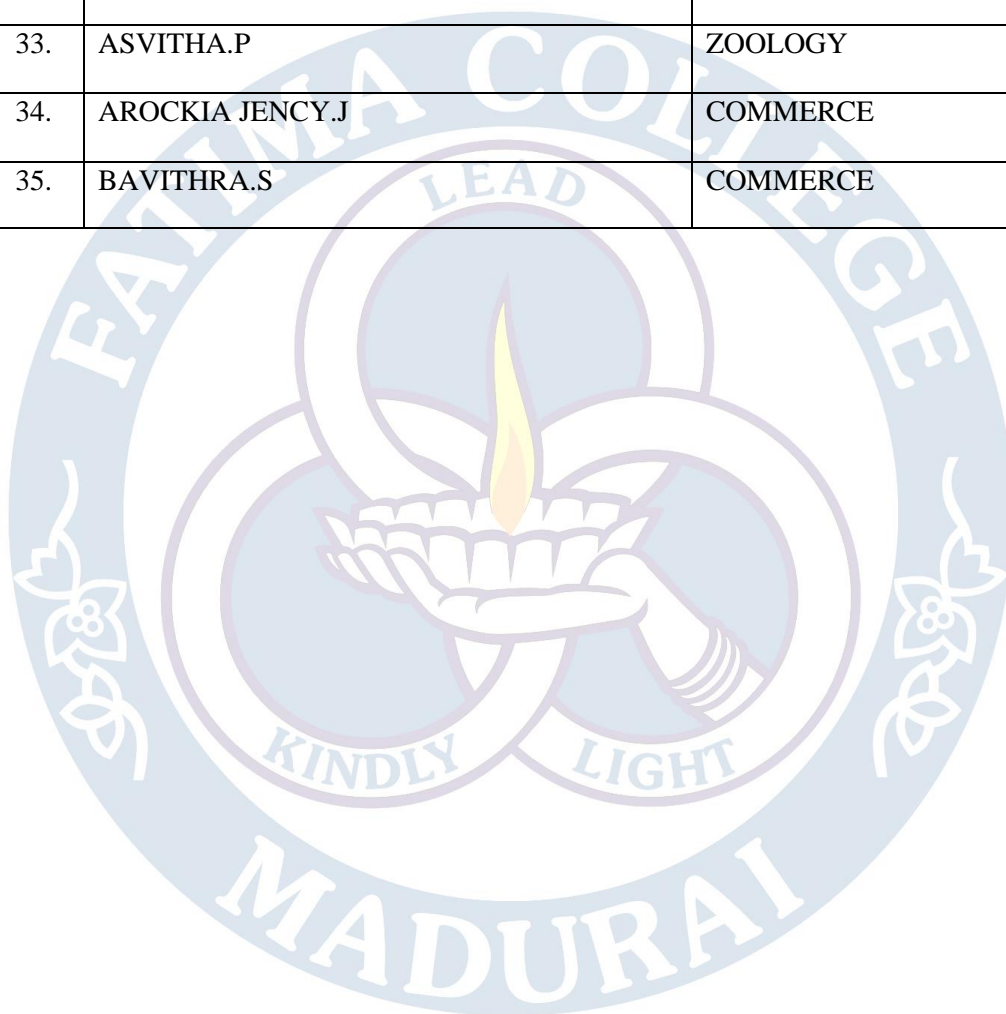 33. ASVITHA.P ZOOLOGY
34. AROCKIA JENCY.J COMMERCE
35. BAVITHRA.S COMMERCE
FATIMA COLLEGE
LEAD
KINDLY LIGHT
MADURAI